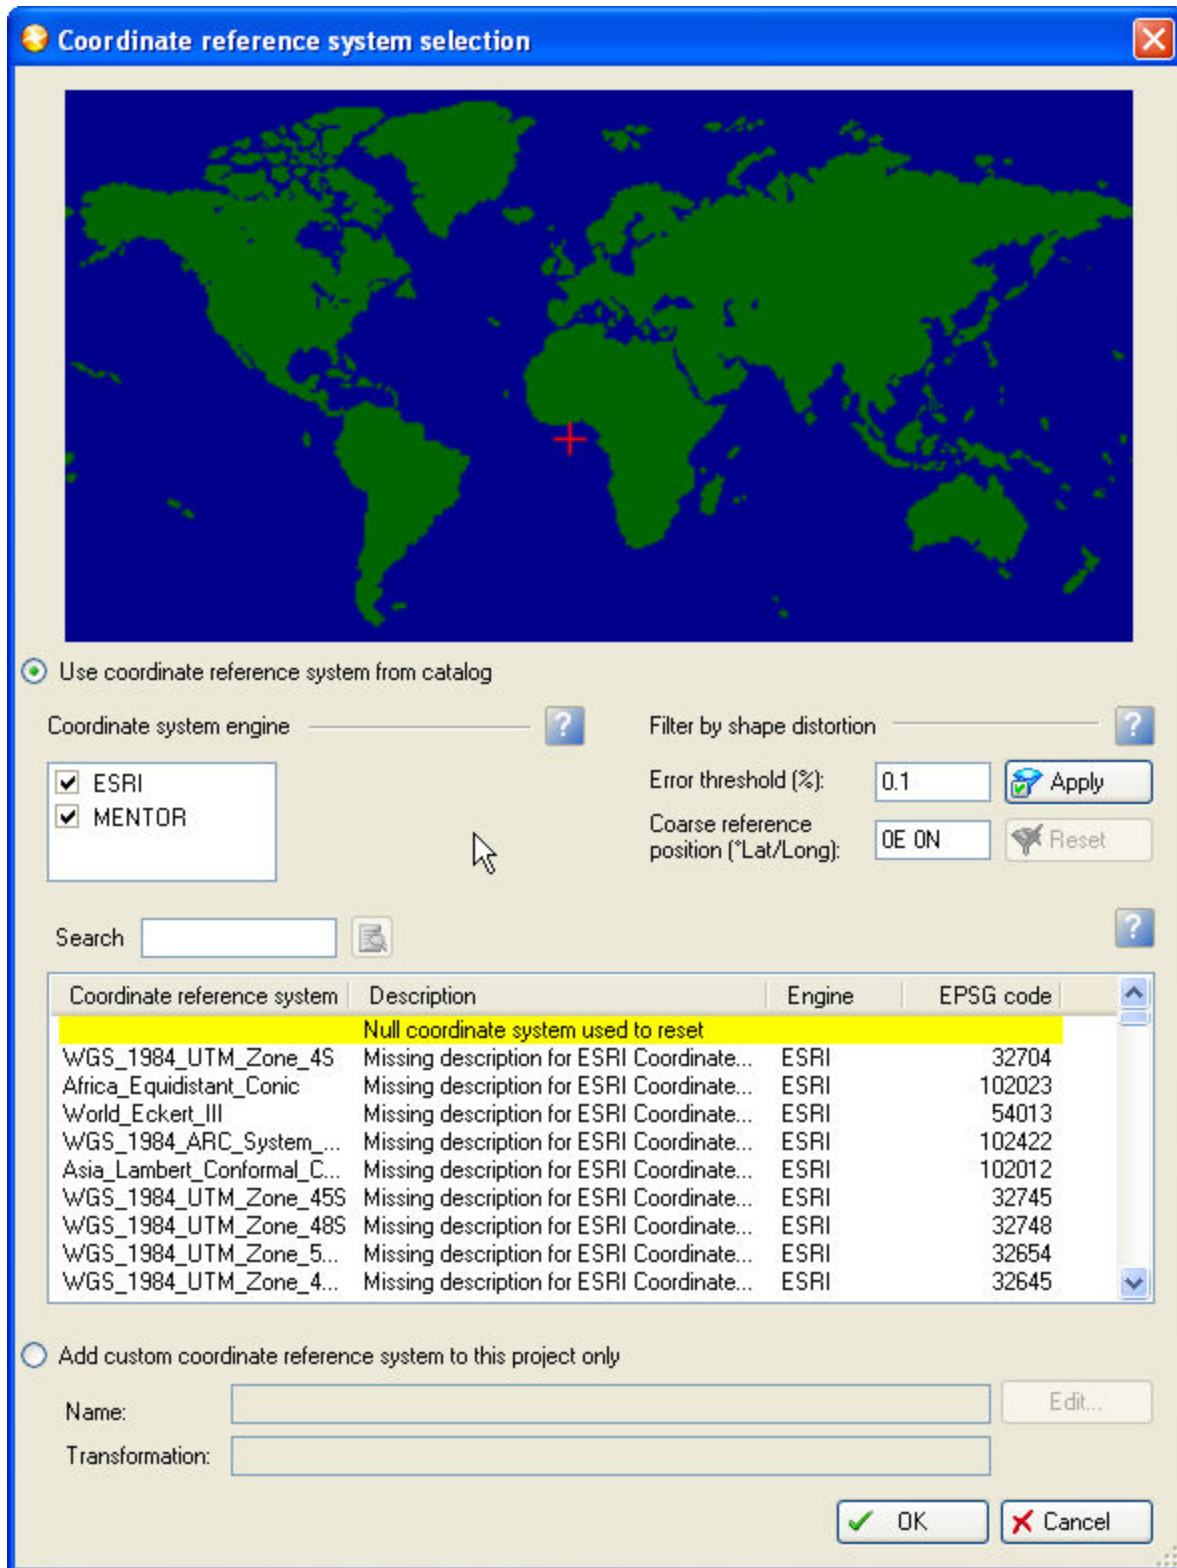 Coordinate reference system selection
Use coordinate reference system from catalog
Coordinate system engine
?
Filter by shape distortion
?
ESRI
MENTOR
Error threshold (%):
0.1
Apply
Coarse reference
position (°Lat/Long):
0E 0N
Reset
Search
?
Coordinate reference system Description Engine EPSG code
Null coordinate system used to reset
WGS_1984_UTM_Zone_4S Missing description for ESRI Coordinate... ESRI 32704
Africa_Equidistant_Conic Missing description for ESRI Coordinate... ESRI 102023
World_Eckert_III Missing description for ESRI Coordinate... ESRI 54013
WGS_1984_ARC_System_... Missing description for ESRI Coordinate... ESRI 102422
Asia_Lambert_Conformal_C... Missing description for ESRI Coordinate... ESRI 102012
WGS_1984_UTM_Zone_45S Missing description for ESRI Coordinate... ESRI 32745
WGS_1984_UTM_Zone_48S Missing description for ESRI Coordinate... ESRI 32748
WGS_1984_UTM_Zone_5... Missing description for ESRI Coordinate... ESRI 32654
WGS_1984_UTM_Zone_4... Missing description for ESRI Coordinate... ESRI 32645
Add custom coordinate reference system to this project only
Name:
Edit...
Transformation:
OK
Cancel